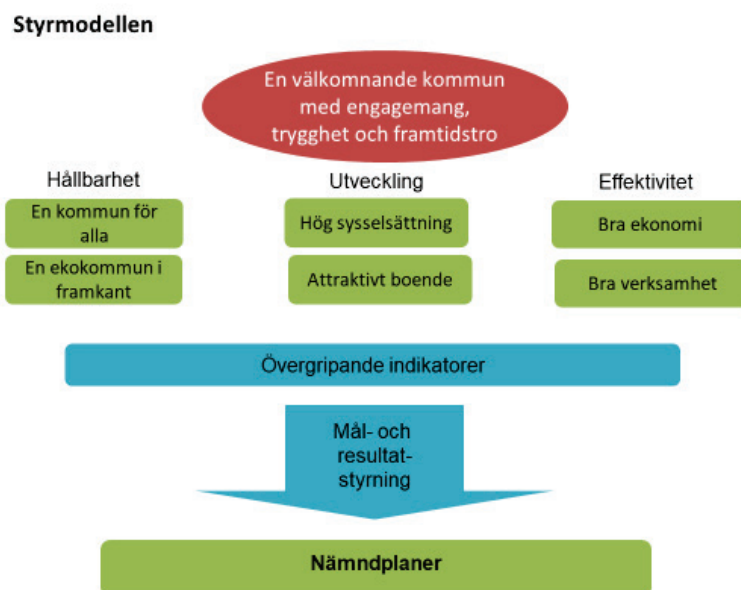 Styrmodellen
En välkomnande kommun
med engagemang,
trygghet och framtidstro
Hållbarhet
En kommun för
alla
En ekokommun i
framkant
Utveckling
Hög sysselsättning
Attraktivt boende
Effektivitet
Bra ekonomi
Bra verksamhet
Övergripande indikatorer
Mål- och
resultat-
styrning
Nämndplaner